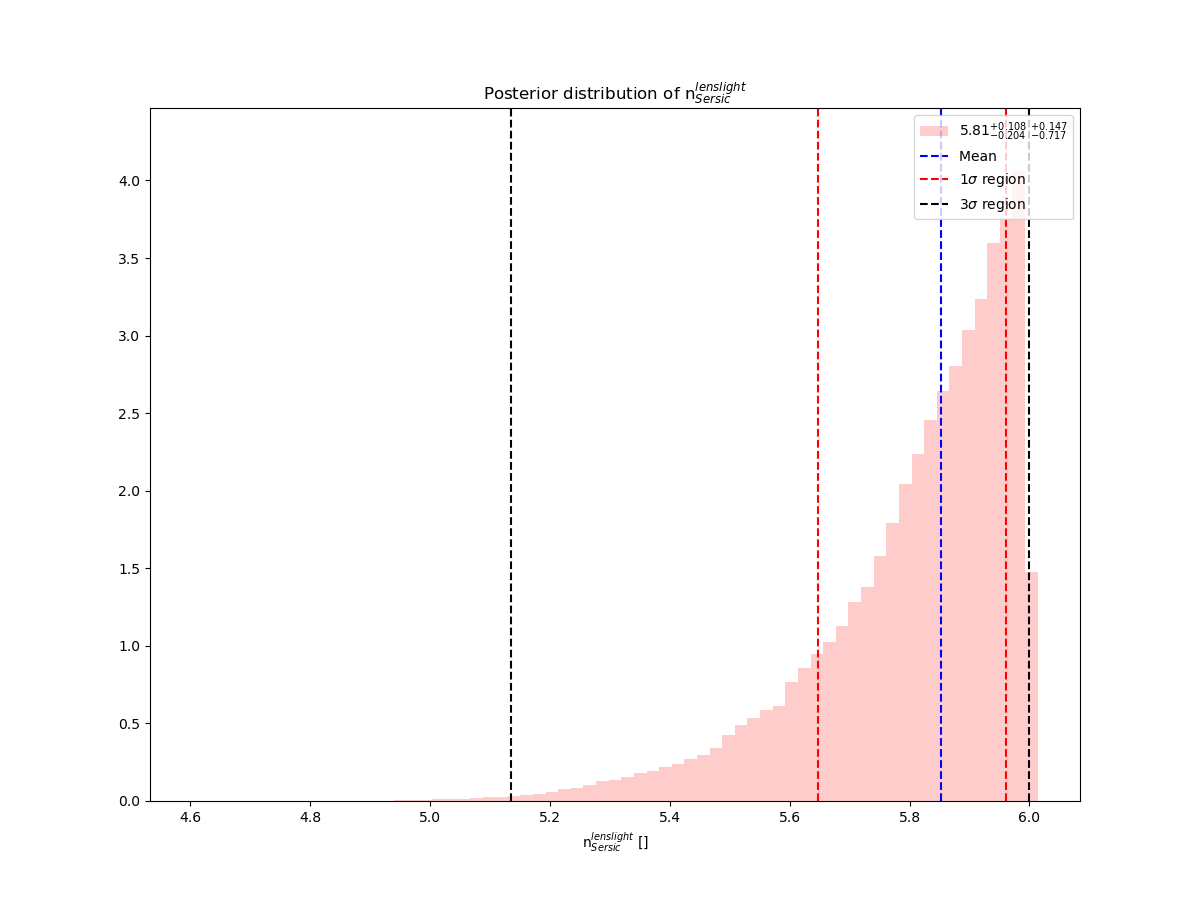 Posterior distribution of n_{Sersic}^{lenslight}
5.81^{+0.108}_{-0.204} ^{+0.147}_{-0.717}
Mean
1σ region
3σ region
4.0
3.5
3.0
2.5
2.0
1.5
1.0
0.5
0.0
4.6 4.8 5.0 5.2 5.4 5.6 5.8 6.0
n_{Sersic}^{lenslight} []